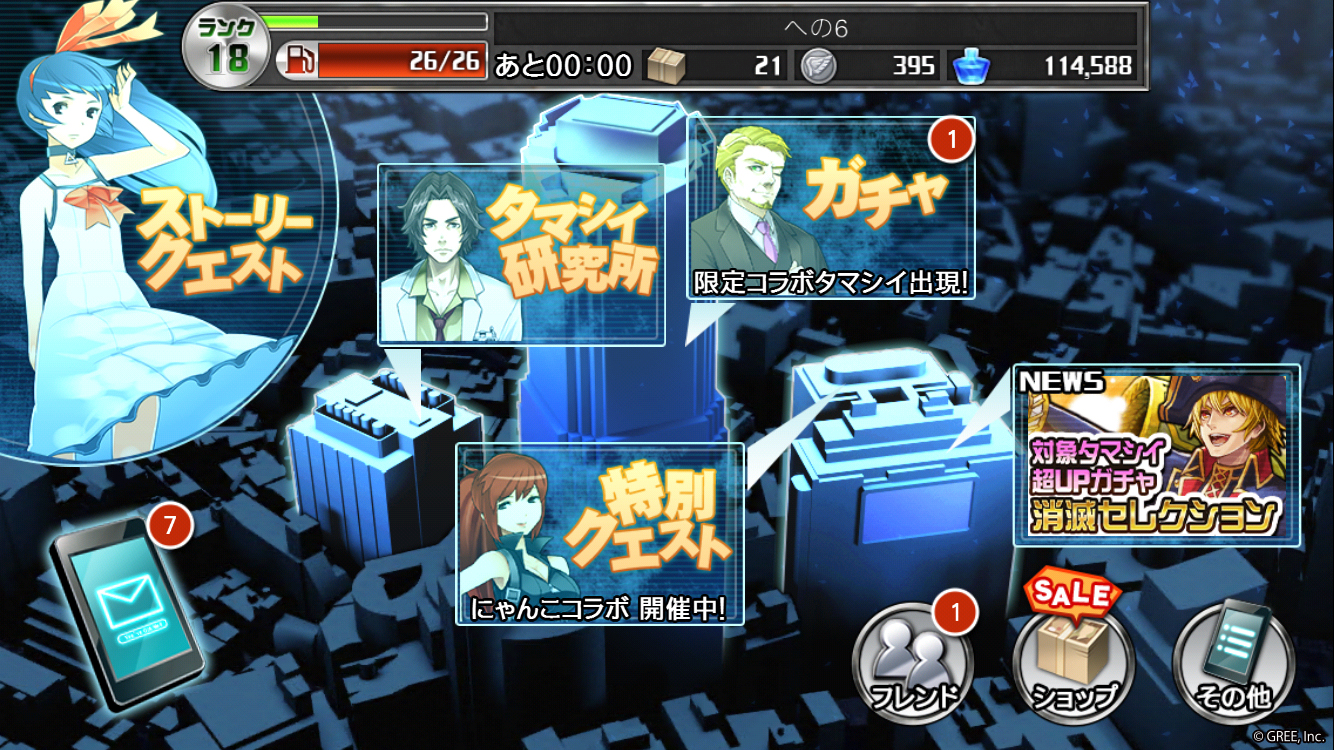 ランク
18
への6
26/26
あと00:00
21
395
114,588
ストーリー
クエスト
タマシイ
研究所
1
ガチャ
限定コラボタマシイ出現!
NEWS
対象タマシイ
超UPガチャ
消滅セレクション
特別
クエスト
にゃんこコラボ 開催中!
7
1
フレンド
SALE
ショップ
その他
© GREE, Inc.